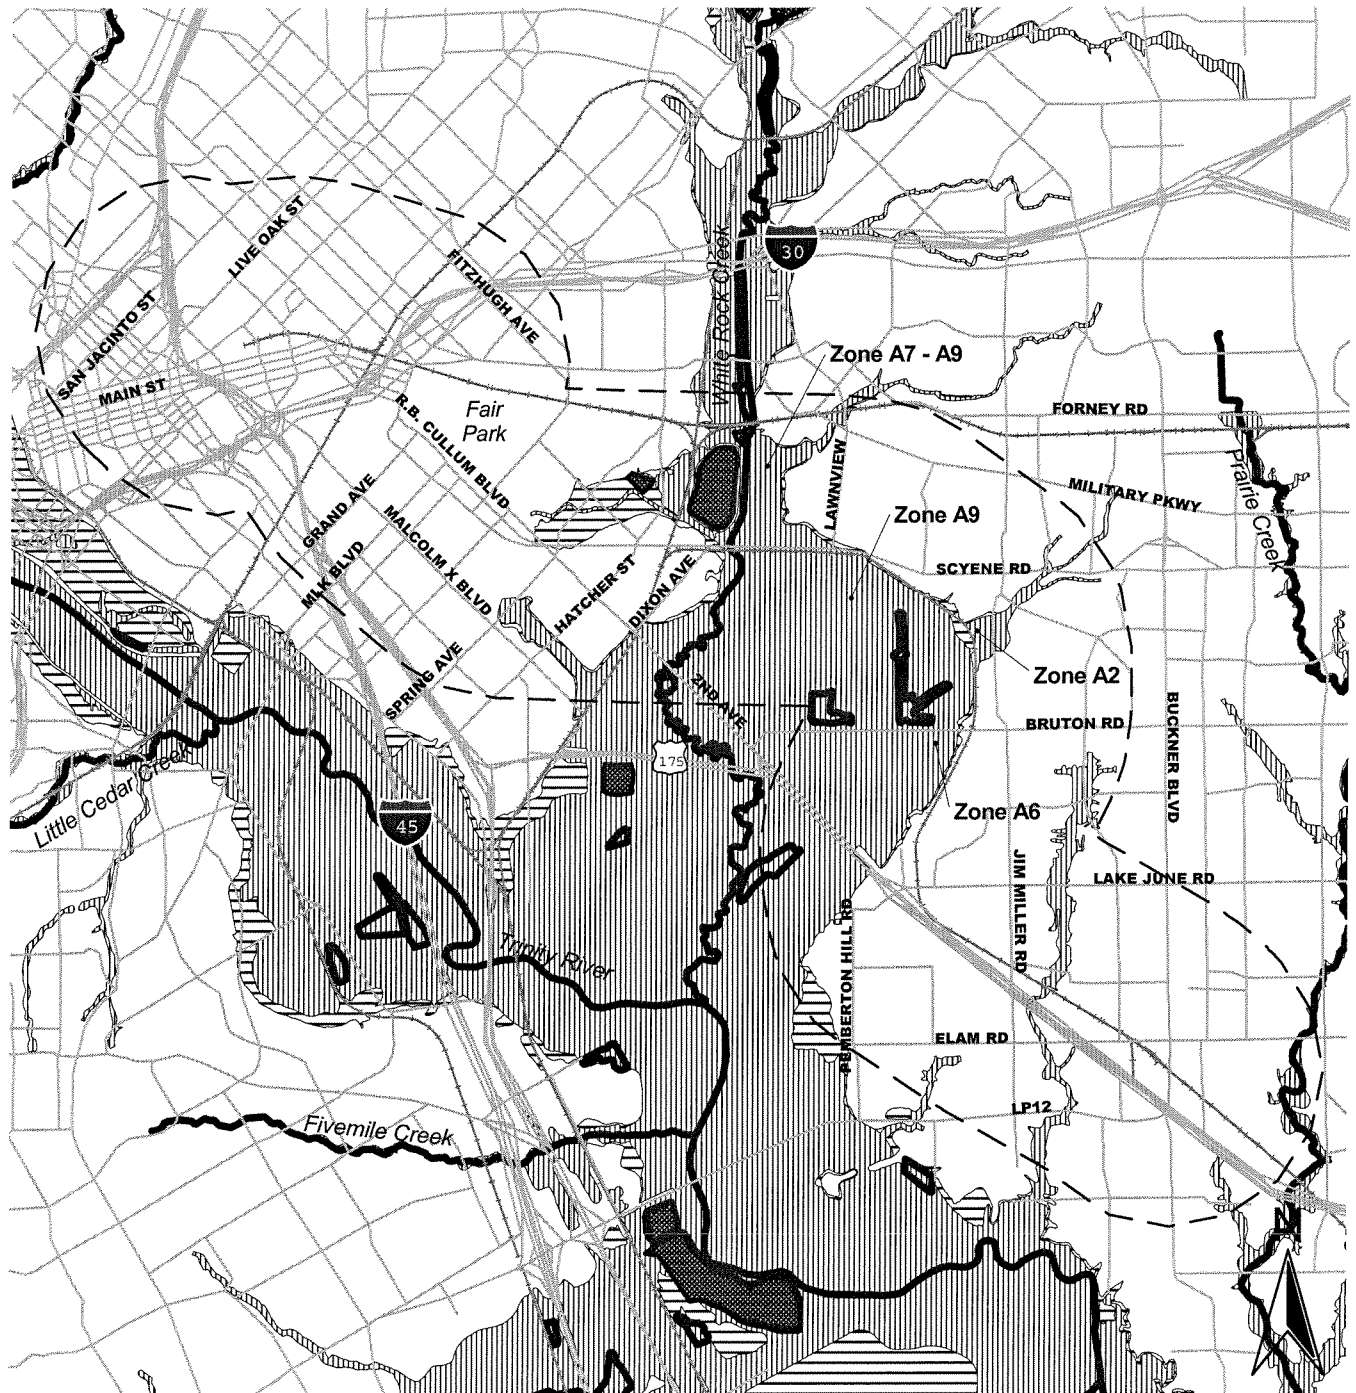 LIVE OAK ST
FITZHUGH AVE
30
White Rock Creek
SAN JACINTO ST
MAIN ST
Zone A7 - A9
R.B. CULLUM BLVD
Fair
Park
FORNEY RD
LAWNVIEW
Prairie Creek
MILITARY PKWY
GRAND AVE
MALCOLM X BLVD
Zone A9
MLK BLVD
HATCHER ST
DIXON AVE
SCYENE RD
SPRING AVE
2ND AVE
Zone A2
BRUTON RD
BUCKNER BLVD
175
Little Cedar Creek
45
Zone A6
JIM MILLER RD
LAKE JUNE RD
PEMBERTON HILL RD
Trinity River
ELAM RD
LP12
Fivemile Creek
N